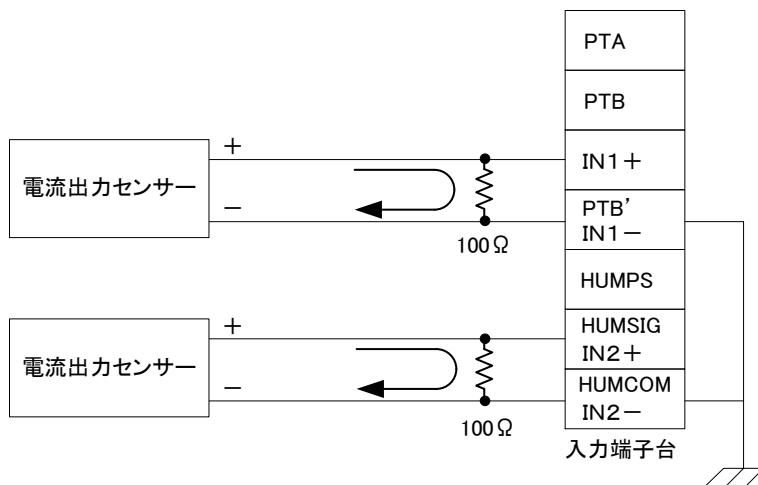 PTA
PTB
電流出力センサー
+
−
100Ω
IN1+
PTB'
IN1−
HUMPS
電流出力センサー
+
−
100Ω
HUMSIG
IN2+
HUMCOM
IN2−
入力端子台